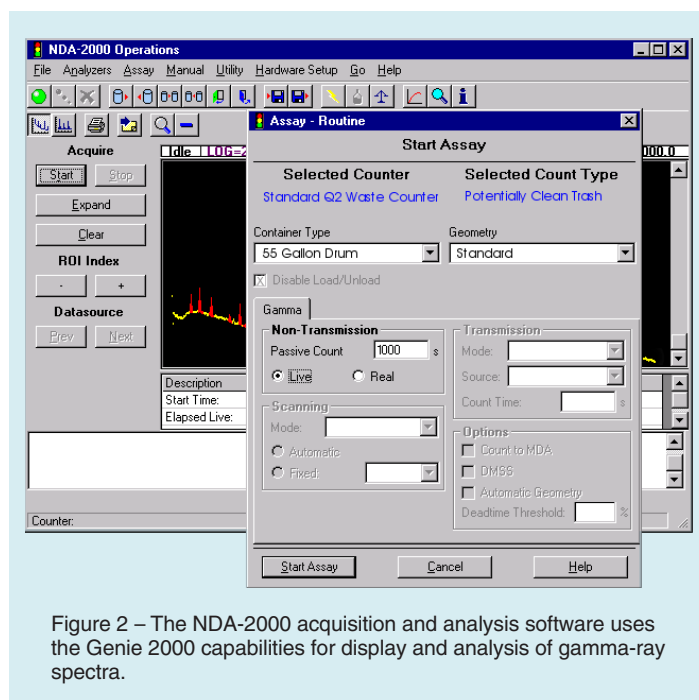 NDA-2000 Operations
File Analyzers Assay Manual Utility Hardware Setup Go Help
Acquire
Start Stop
Expand
Clear
ROI Index
- +
Datasource
Prev Next
Idle LOG=2
000.0
Description
Start Time:
Elapsed Live:
Counter:
Assay - Routine
Start Assay
Selected Counter Selected Count Type
Standard Q2 Waste Counter Potentially Clean Trash
Container Type Geometry
55 Gallon Drum Standard
Disable Load/Unload
Gamma
Non-Transmission
Passive Count 1000 s
Live Real
Scanning
Mode:
Automatic
Fixed:
Transmission
Mode:
Source:
Count Time: s
Options
Count to MDA
DMSS
Automatic Geometry
Deadtime Threshold: %
Start Assay Cancel Help
Figure 2 – The NDA-2000 acquisition and analysis software uses
the Genie 2000 capabilities for display and analysis of gamma-ray
spectra.